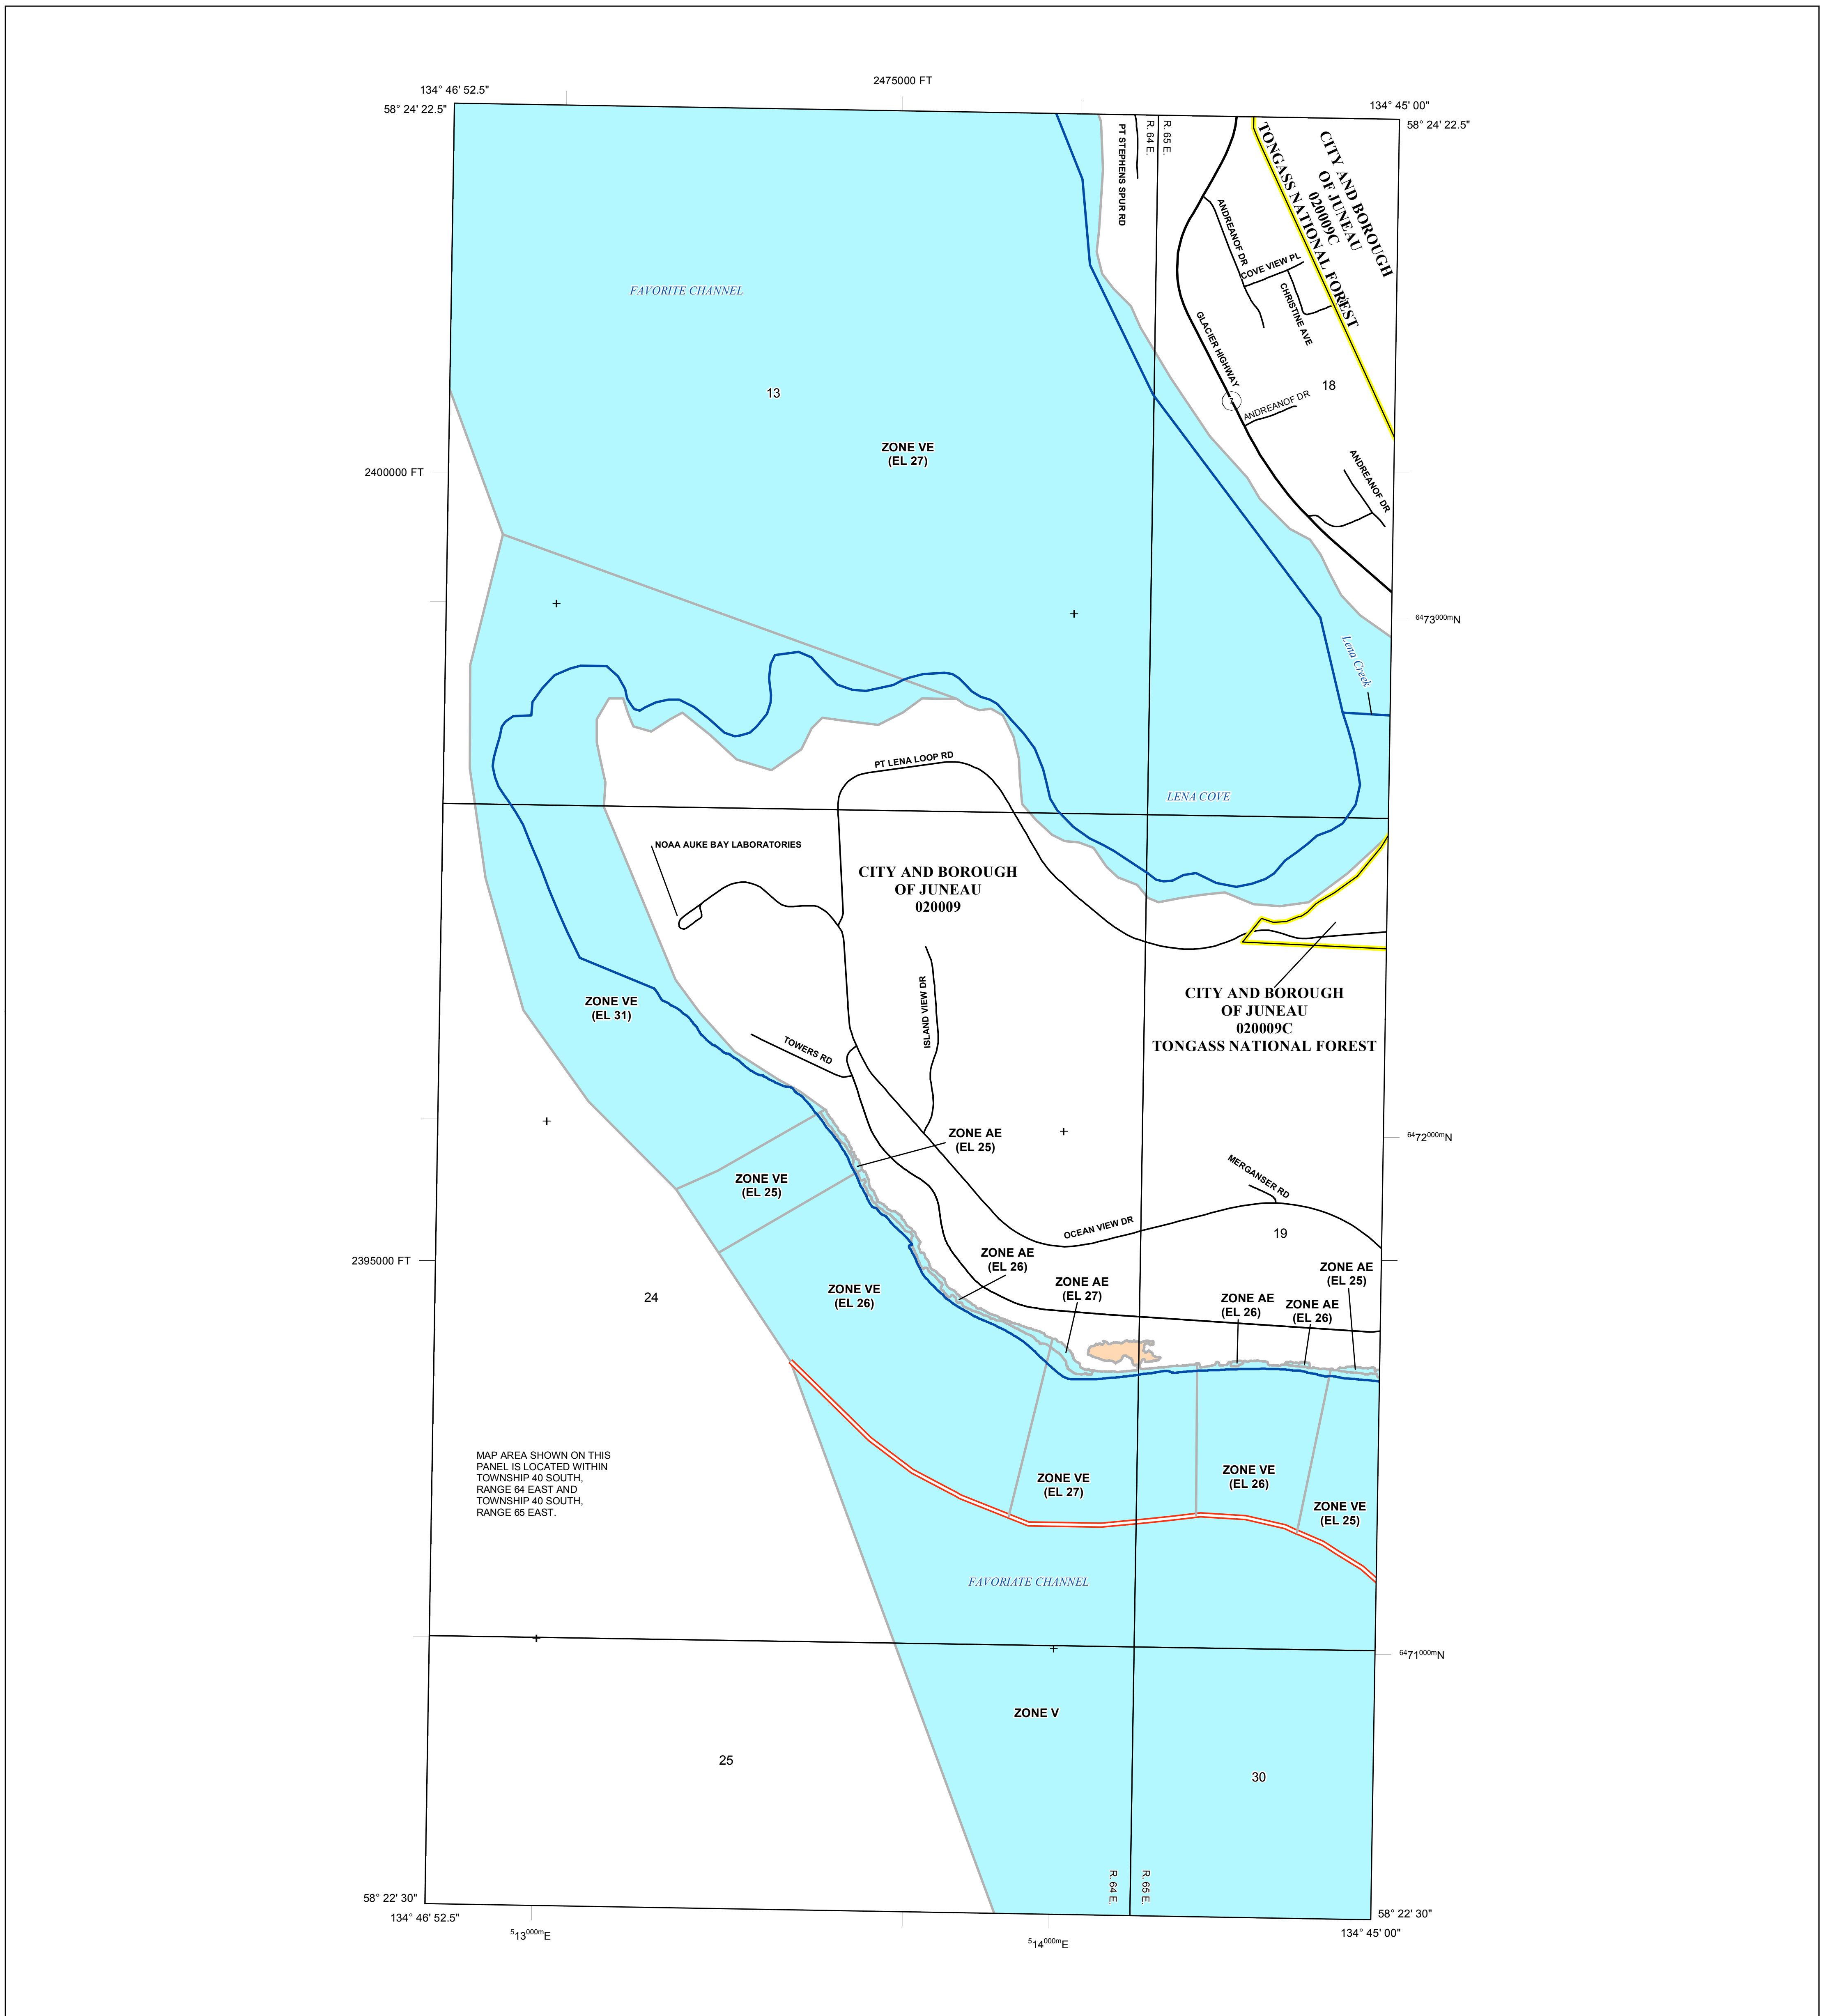 2475000 FT
134° 46' 52.5"
134° 45' 00"
58° 24' 22.5"
58° 24' 22.5"
PT STEPHENS SPUR RD
R. 64 E.
R. 65 E.
TONGASS NATIONAL FOREST
CITY AND BOROUGH
OF JUNEAU
020009C
ANDREANOF DR
COVE VIEW PL
CHRISTINE AVE
FAVORITE CHANNEL
GLACIER HIGHWAY
18
13
7
ANDREANOF DR
ZONE VE
(EL 27)
ANDREANOF DR
2400000 FT
6473000mN
Lena Creek
PT LENA LOOP RD
LENA COVE
NOAA AUKE BAY LABORATORIES
CITY AND BOROUGH
OF JUNEAU
020009
CITY AND BOROUGH
OF JUNEAU
020009C
TONGASS NATIONAL FOREST
ZONE VE
(EL 31)
ISLAND VIEW DR
TOWERS RD
ZONE AE
(EL 25)
6472000mN
ZONE VE
(EL 25)
MERGANSER RD
OCEAN VIEW DR
19
2395000 FT
ZONE AE
(EL 26)
ZONE AE
(EL 25)
ZONE AE
(EL 27)
24
ZONE VE
(EL 26)
ZONE AE
(EL 26)
ZONE AE
(EL 26)
MAP AREA SHOWN ON THIS
PANEL IS LOCATED WITHIN
TOWNSHIP 40 SOUTH,
RANGE 64 EAST AND
TOWNSHIP 40 SOUTH,
RANGE 65 EAST.
ZONE VE
(EL 27)
ZONE VE
(EL 26)
ZONE VE
(EL 25)
FAVORIATE CHANNEL
6471000mN
ZONE V
25
30
R. 64 E.
R. 65 E.
58° 22' 30"
58° 22' 30"
134° 46' 52.5"
134° 45' 00"
513000mE
514000mE